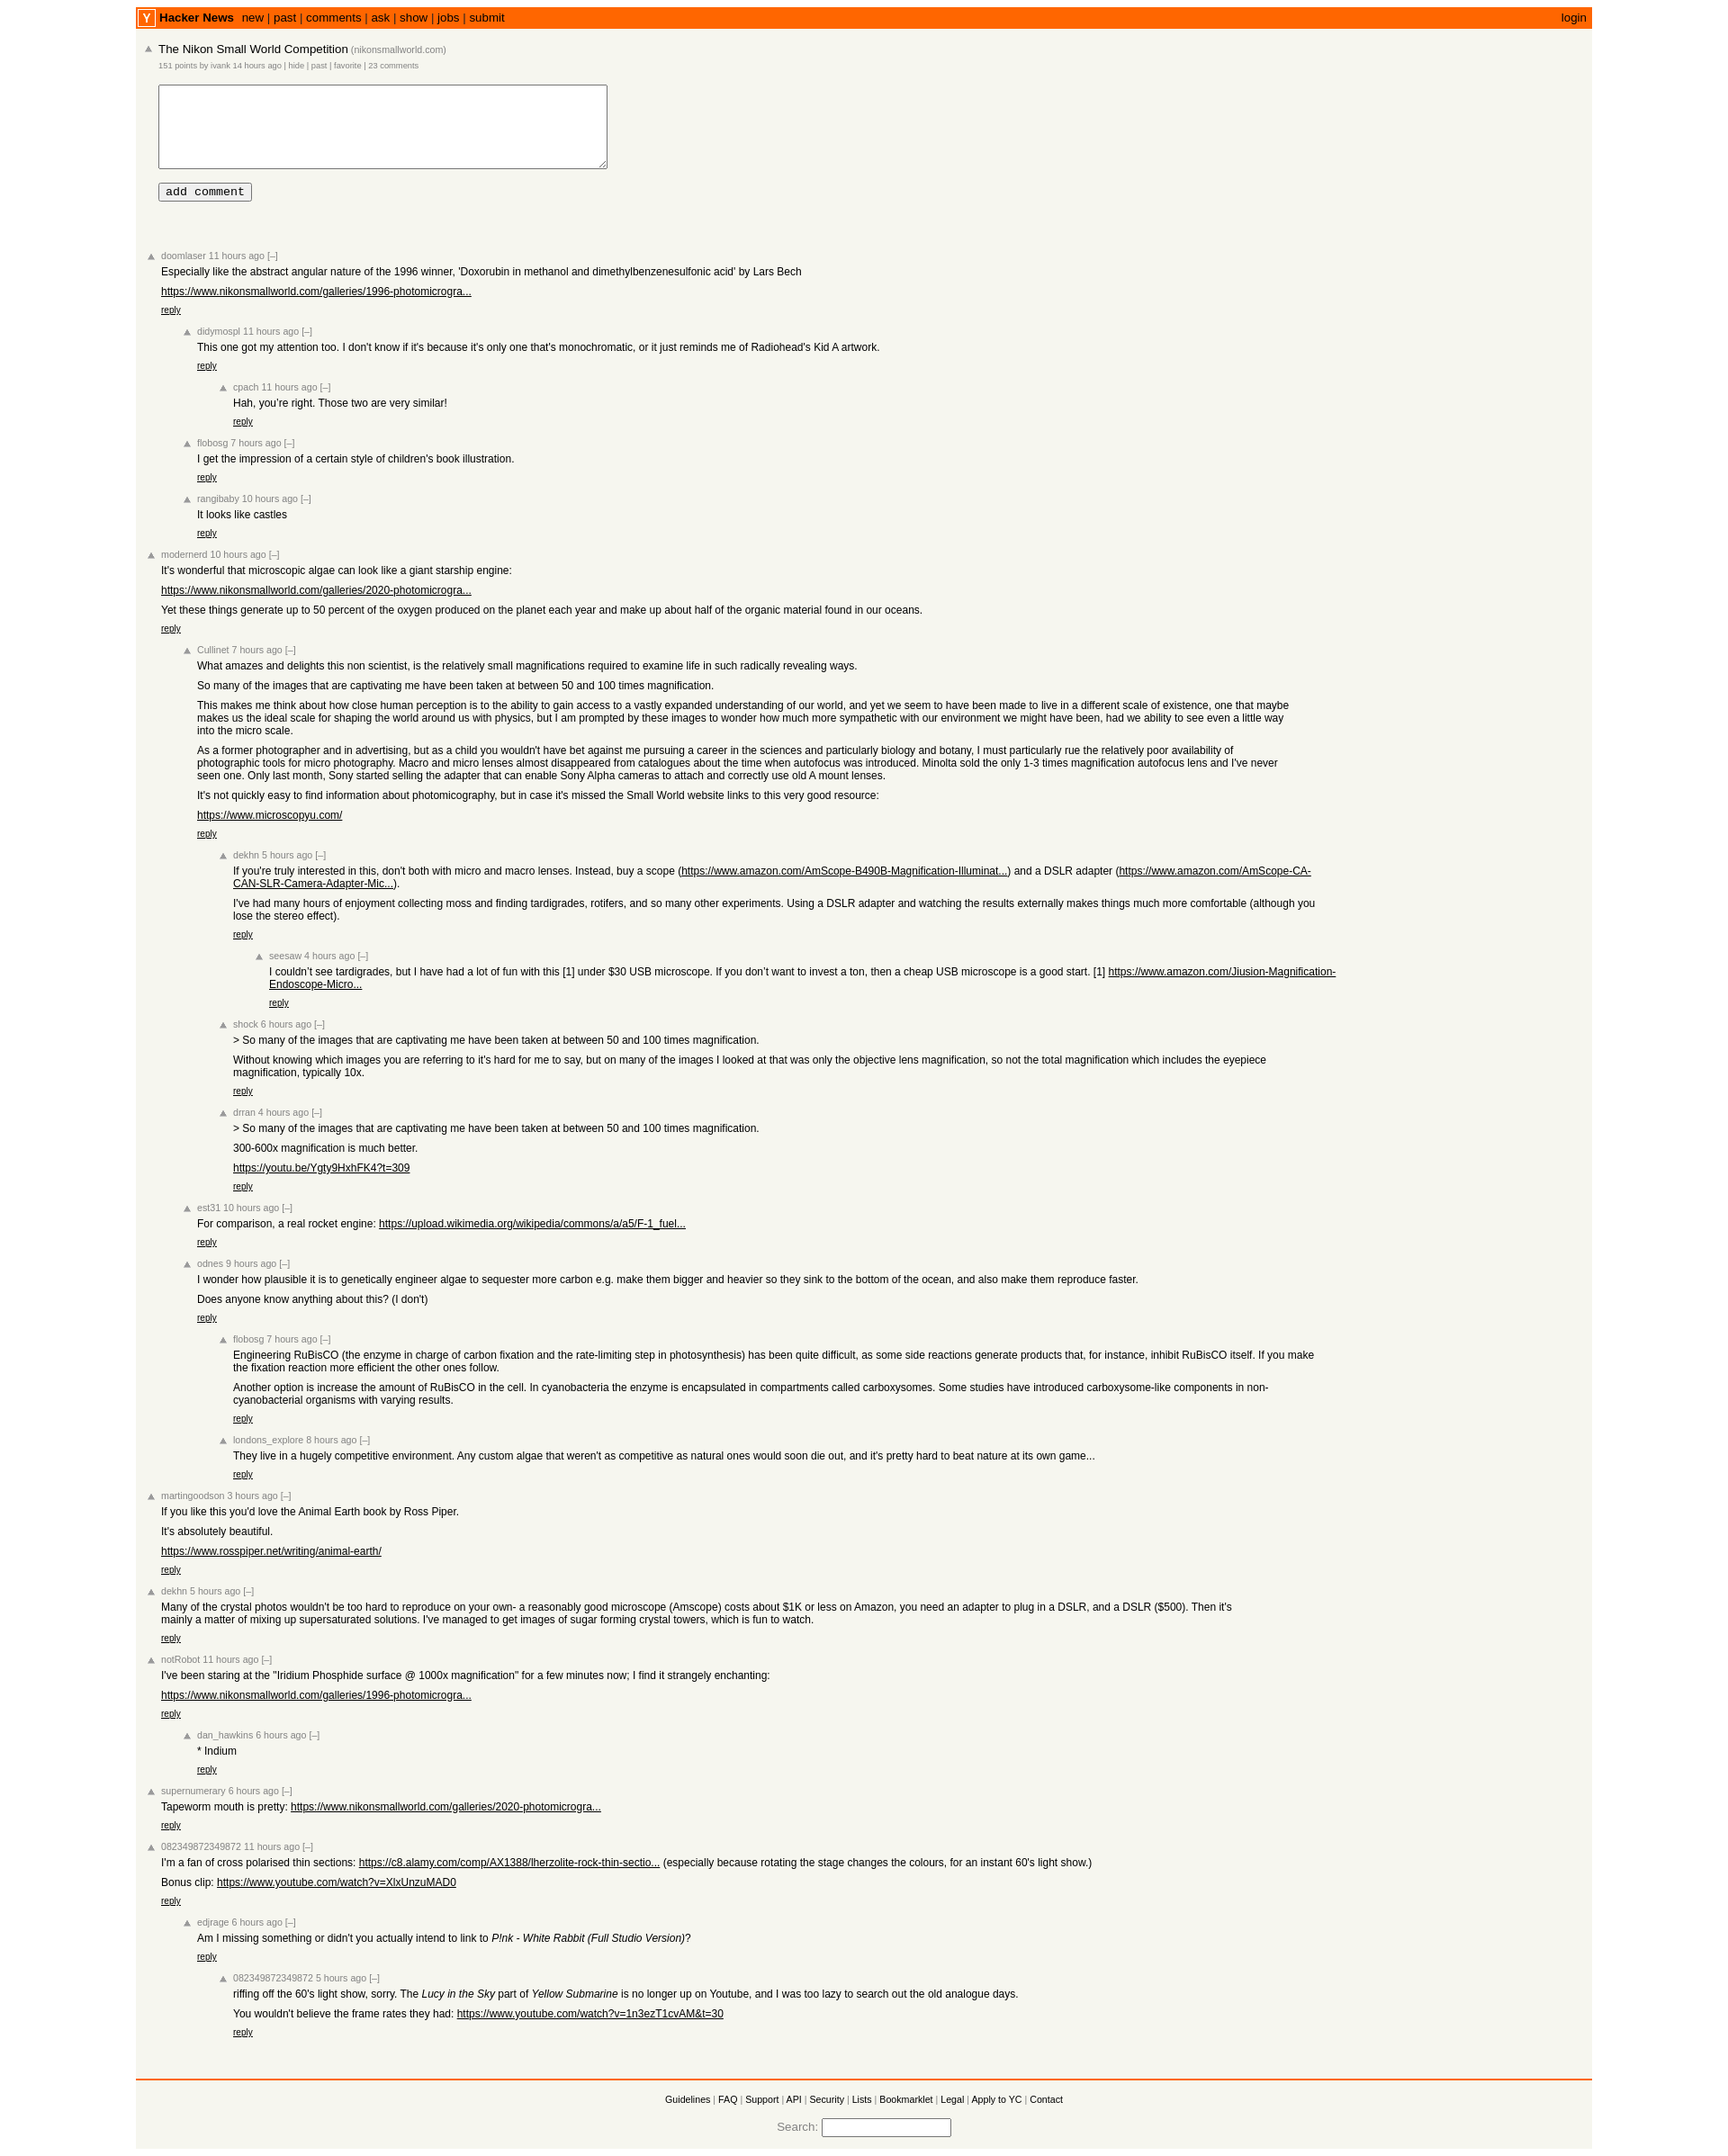 Y Hacker News new | past | comments | ask | show | jobs | submit login
The Nikon Small World Competition (nikonsmallworld.com)
151 points by ivank 14 hours ago | hide | past | favorite | 23 comments
add comment
doomlaser 11 hours ago [–]
Especially like the abstract angular nature of the 1996 winner, 'Doxorubin in methanol and dimethylbenzenesulfonic acid' by Lars Bech
https://www.nikonsmallworld.com/galleries/1996-photomicrogra...
reply
didymospl 11 hours ago [–]
This one got my attention too. I don't know if it's because it's only one that's monochromatic, or it just reminds me of Radiohead's Kid A artwork.
reply
cpach 11 hours ago [–]
Hah, you’re right. Those two are very similar!
reply
flobosg 7 hours ago [–]
I get the impression of a certain style of children's book illustration.
reply
rangibaby 10 hours ago [–]
It looks like castles
reply
modernerd 10 hours ago [–]
It's wonderful that microscopic algae can look like a giant starship engine:
https://www.nikonsmallworld.com/galleries/2020-photomicrogra...
Yet these things generate up to 50 percent of the oxygen produced on the planet each year and make up about half of the organic material found in our oceans.
reply
Cullinet 7 hours ago [–]
What amazes and delights this non scientist, is the relatively small magnifications required to examine life in such radically revealing ways.
So many of the images that are captivating me have been taken at between 50 and 100 times magnification.
This makes me think about how close human perception is to the ability to gain access to a vastly expanded understanding of our world, and yet we seem to have been made to live in a different scale of existence, one that maybe
makes us the ideal scale for shaping the world around us with physics, but I am prompted by these images to wonder how much more sympathetic with our environment we might have been, had we ability to see even a little way
into the micro scale.
As a former photographer and in advertising, but as a child you wouldn't have bet against me pursuing a career in the sciences and particularly biology and botany, I must particularly rue the relatively poor availability of
photographic tools for micro photography. Macro and micro lenses almost disappeared from catalogues about the time when autofocus was introduced. Minolta sold the only 1-3 times magnification autofocus lens and I've never
seen one. Only last month, Sony started selling the adapter that can enable Sony Alpha cameras to attach and correctly use old A mount lenses.
It's not quickly easy to find information about photomicography, but in case it's missed the Small World website links to this very good resource:
https://www.microscopyu.com/
reply
dekhn 5 hours ago [–]
If you're truly interested in this, don't both with micro and macro lenses. Instead, buy a scope (https://www.amazon.com/AmScope-B490B-Magnification-Illuminat...) and a DSLR adapter (https://www.amazon.com/AmScope-CA-
CAN-SLR-Camera-Adapter-Mic...).
I've had many hours of enjoyment collecting moss and finding tardigrades, rotifers, and so many other experiments. Using a DSLR adapter and watching the results externally makes things much more comfortable (although you
lose the stereo effect).
reply
seesaw 4 hours ago [–]
I couldn’t see tardigrades, but I have had a lot of fun with this [1] under $30 USB microscope. If you don’t want to invest a ton, then a cheap USB microscope is a good start. [1] https://www.amazon.com/Jiusion-Magnification-
Endoscope-Micro...
reply
shock 6 hours ago [–]
> So many of the images that are captivating me have been taken at between 50 and 100 times magnification.
Without knowing which images you are referring to it's hard for me to say, but on many of the images I looked at that was only the objective lens magnification, so not the total magnification which includes the eyepiece
magnification, typically 10x.
reply
drran 4 hours ago [–]
> So many of the images that are captivating me have been taken at between 50 and 100 times magnification.
300-600x magnification is much better.
https://youtu.be/Ygty9HxhFK4?t=309
reply
est31 10 hours ago [–]
For comparison, a real rocket engine: https://upload.wikimedia.org/wikipedia/commons/a/a5/F-1_fuel...
reply
odnes 9 hours ago [–]
I wonder how plausible it is to genetically engineer algae to sequester more carbon e.g. make them bigger and heavier so they sink to the bottom of the ocean, and also make them reproduce faster.
Does anyone know anything about this? (I don't)
reply
flobosg 7 hours ago [–]
Engineering RuBisCO (the enzyme in charge of carbon fixation and the rate-limiting step in photosynthesis) has been quite difficult, as some side reactions generate products that, for instance, inhibit RuBisCO itself. If you make
the fixation reaction more efficient the other ones follow.
Another option is increase the amount of RuBisCO in the cell. In cyanobacteria the enzyme is encapsulated in compartments called carboxysomes. Some studies have introduced carboxysome-like components in non-
cyanobacterial organisms with varying results.
reply
londons_explore 8 hours ago [–]
They live in a hugely competitive environment. Any custom algae that weren't as competitive as natural ones would soon die out, and it's pretty hard to beat nature at its own game...
reply
martingoodson 3 hours ago [–]
If you like this you'd love the Animal Earth book by Ross Piper.
It's absolutely beautiful.
https://www.rosspiper.net/writing/animal-earth/
reply
dekhn 5 hours ago [–]
Many of the crystal photos wouldn't be too hard to reproduce on your own- a reasonably good microscope (Amscope) costs about $1K or less on Amazon, you need an adapter to plug in a DSLR, and a DSLR ($500). Then it's
mainly a matter of mixing up supersaturated solutions. I've managed to get images of sugar forming crystal towers, which is fun to watch.
reply
notRobot 11 hours ago [–]
I've been staring at the "Iridium Phosphide surface @ 1000x magnification" for a few minutes now; I find it strangely enchanting:
https://www.nikonsmallworld.com/galleries/1996-photomicrogra...
reply
dan_hawkins 6 hours ago [–]
* Indium
reply
supernumerary 6 hours ago [–]
Tapeworm mouth is pretty: https://www.nikonsmallworld.com/galleries/2020-photomicrogra...
reply
082349872349872 11 hours ago [–]
I'm a fan of cross polarised thin sections: https://c8.alamy.com/comp/AX1388/lherzolite-rock-thin-sectio... (especially because rotating the stage changes the colours, for an instant 60's light show.)
Bonus clip: https://www.youtube.com/watch?v=XlxUnzuMAD0
reply
edjrage 6 hours ago [–]
Am I missing something or didn't you actually intend to link to P!nk - White Rabbit (Full Studio Version)?
reply
082349872349872 5 hours ago [–]
riffing off the 60's light show, sorry. The Lucy in the Sky part of Yellow Submarine is no longer up on Youtube, and I was too lazy to search out the old analogue days.
You wouldn't believe the frame rates they had: https://www.youtube.com/watch?v=1n3ezT1cvAM&t=30
reply
Guidelines | FAQ | Support | API | Security | Lists | Bookmarklet | Legal | Apply to YC | Contact
Search: